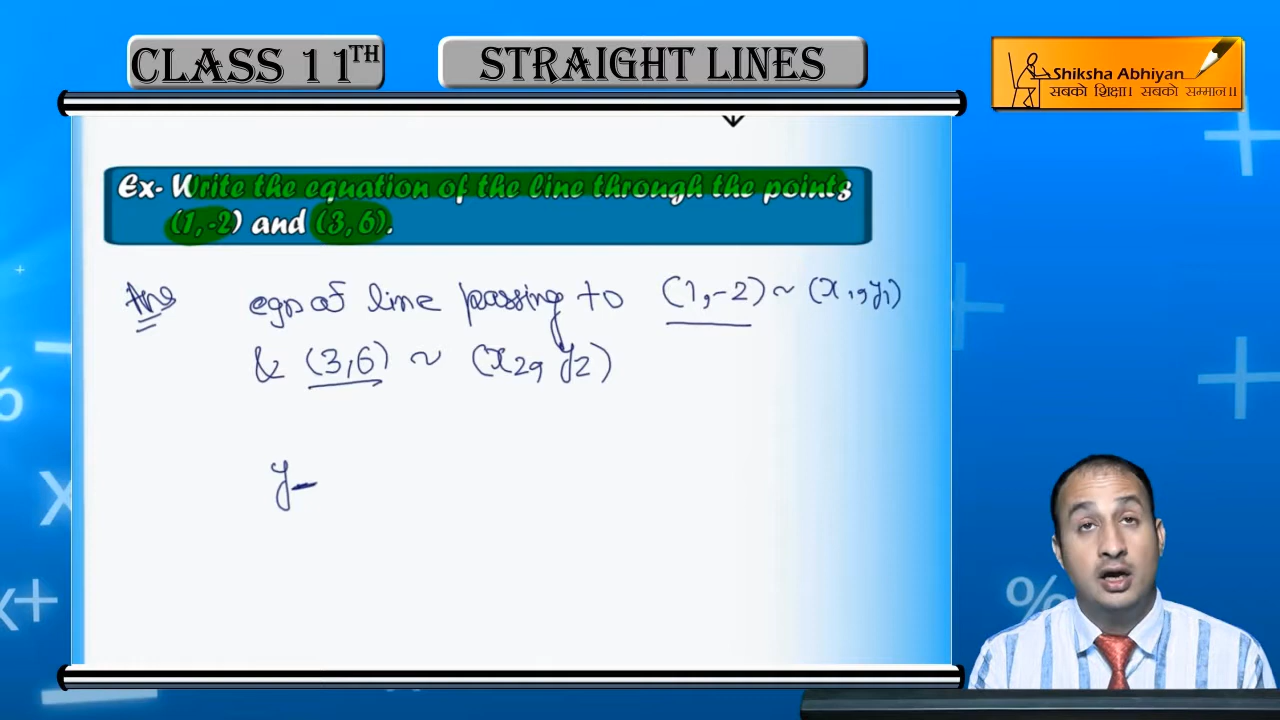 CLASS 11TH
STRAIGHT LINES
Shiksha Abhiyan
सबको शिक्षा। सबको सम्मान।।
Ex- Write the equation of the line through the points
(1,-2) and (3, 6).
Ans eqn of line passing to (1,-2) ~ (x1, y1)
& (3,6) ~ (x2, y2)
y-
%
X
x+
%